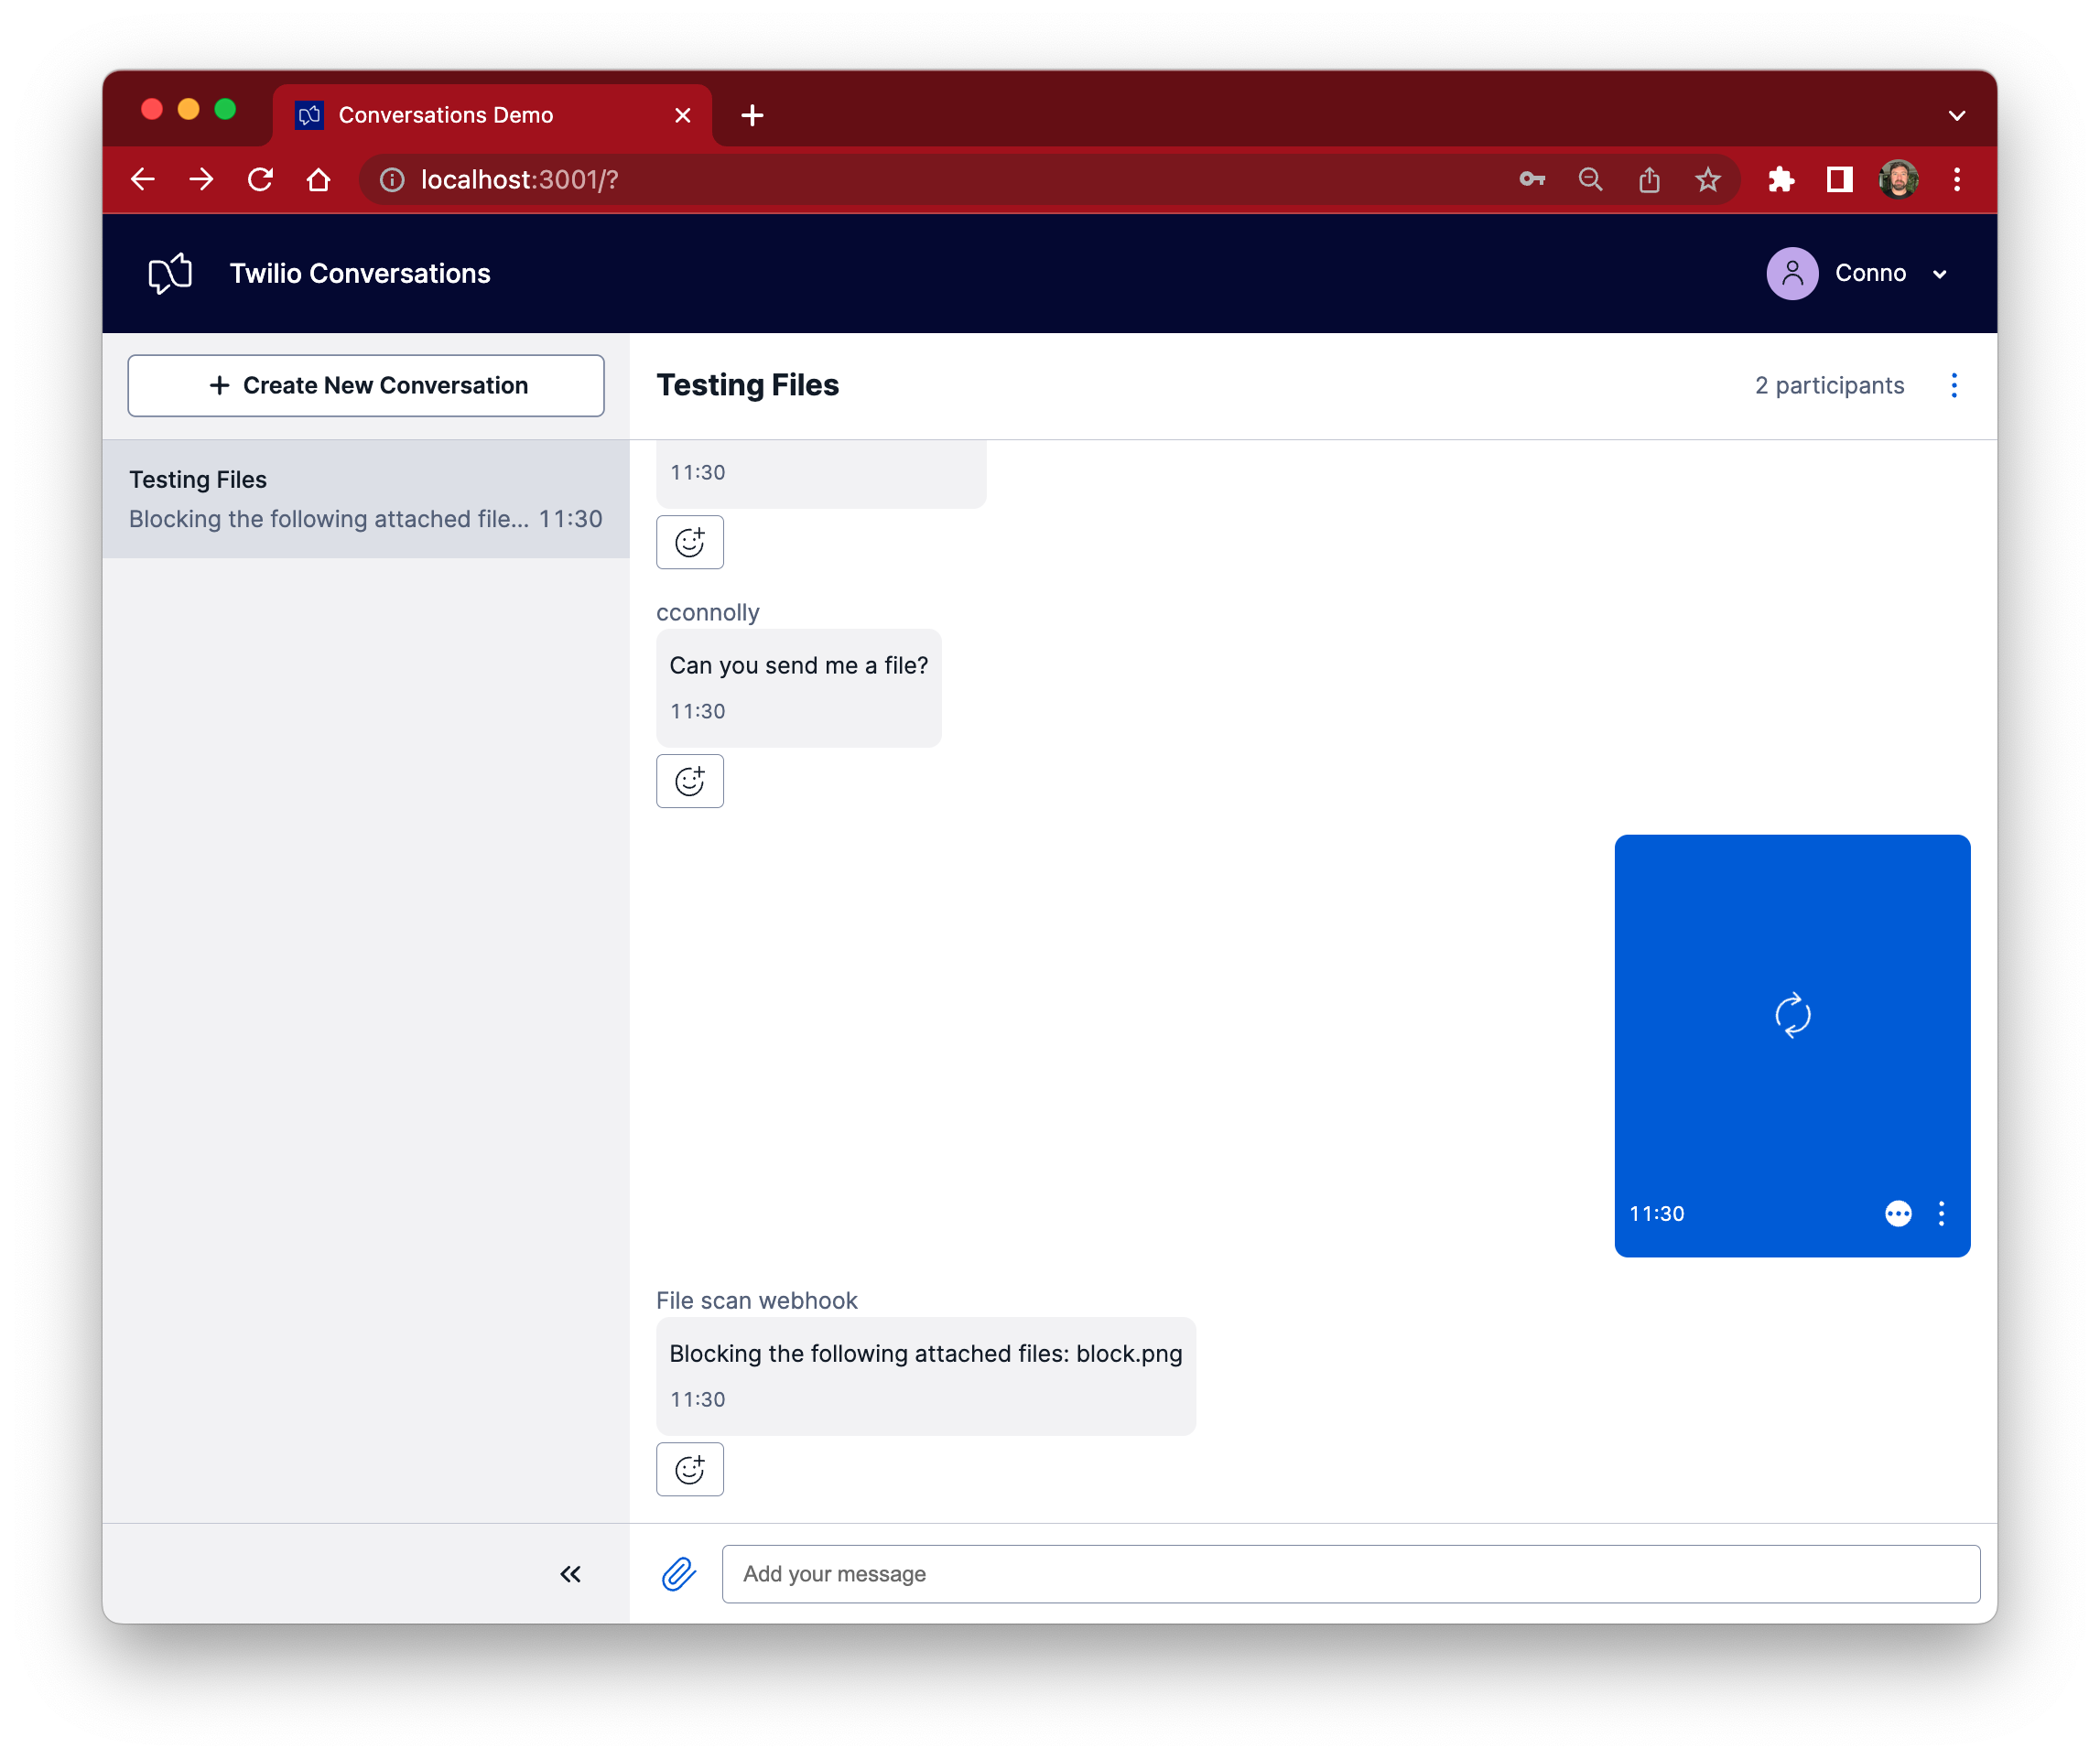 Conversations Demo
localhost:3001/?
Twilio Conversations
Conno
Create New Conversation
Testing Files
2 participants
Testing Files
Blocking the following attached file... 11:30
11:30
cconnolly
Can you send me a file?
11:30
11:30
File scan webhook
Blocking the following attached files: block.png
11:30
Add your message